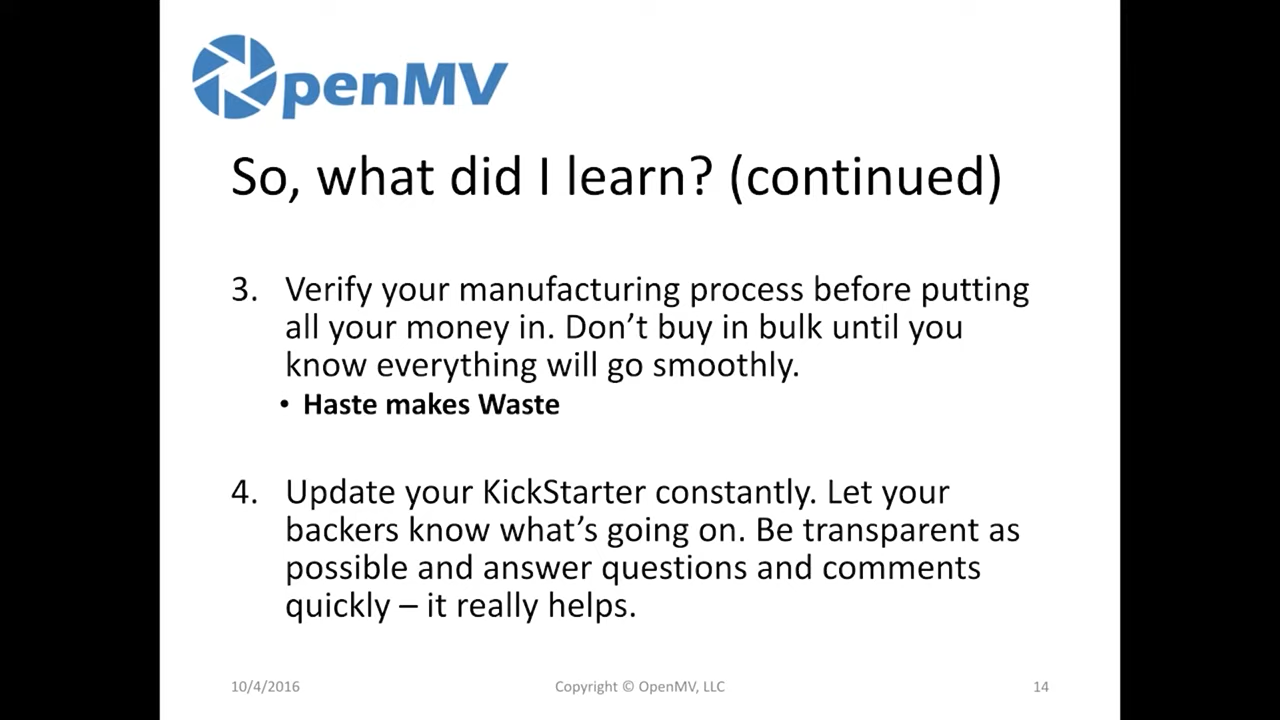 OpenMV
So, what did I learn? (continued)
3. Verify your manufacturing process before putting
all your money in. Don’t buy in bulk until you
know everything will go smoothly.
• Haste makes Waste
4. Update your KickStarter constantly. Let your
backers know what’s going on. Be transparent as
possible and answer questions and comments
quickly – it really helps.
10/4/2016 Copyright © OpenMV, LLC 14